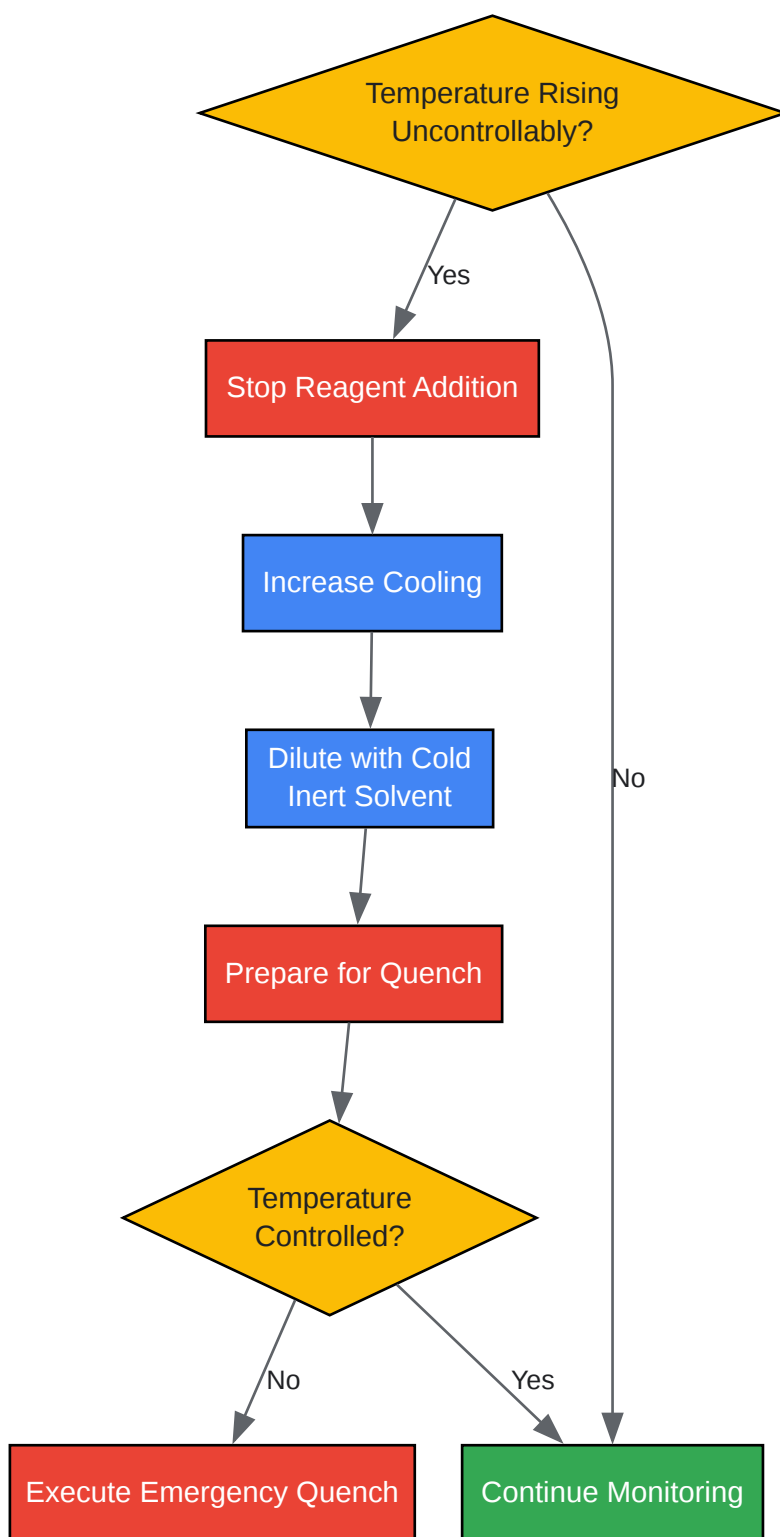 Temperature Rising
Uncontrollably?
Yes
Stop Reagent Addition
Increase Cooling
Dilute with Cold
Inert Solvent
No
Prepare for Quench
Temperature
Controlled?
No
Yes
Execute Emergency Quench
Continue Monitoring